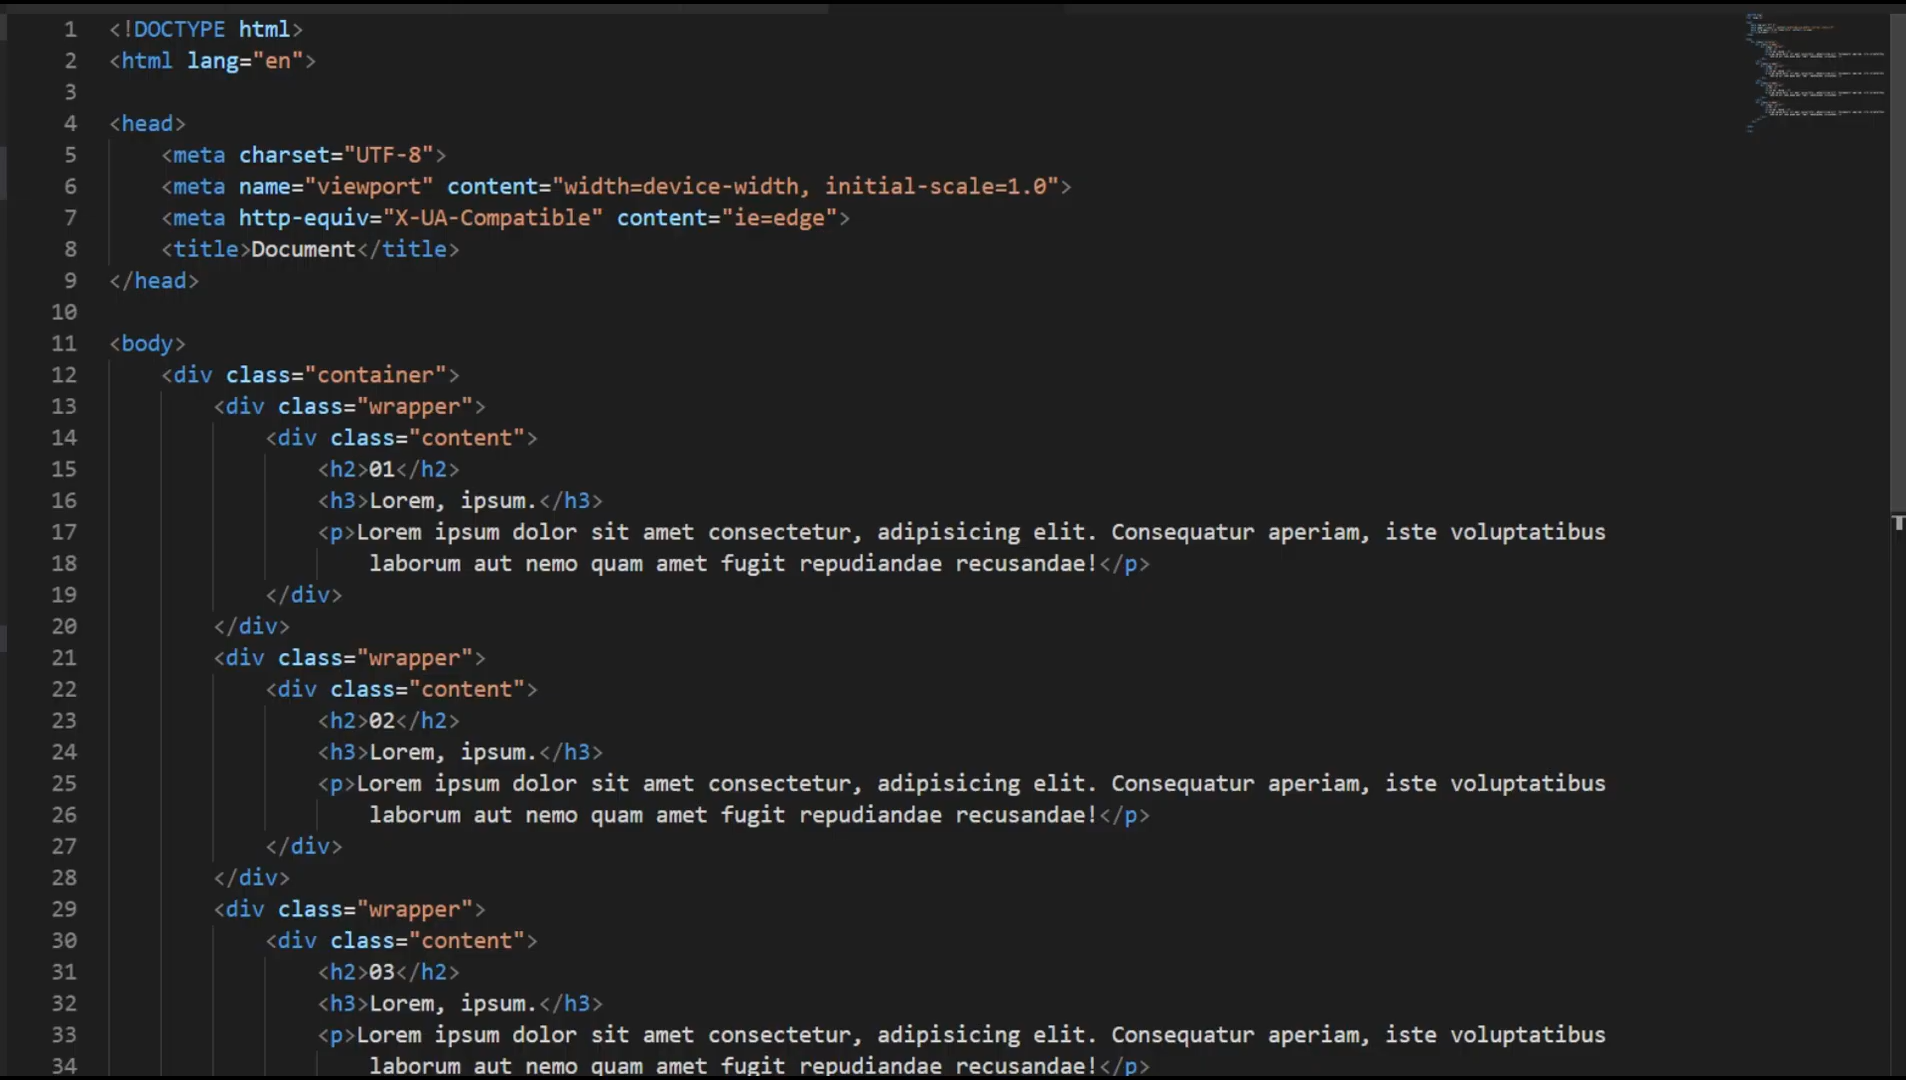 1 <!DOCTYPE html>
2 <html lang="en">
3
4 <head>
5 <meta charset="UTF-8">
6 <meta name="viewport" content="width=device-width, initial-scale=1.0">
7 <meta http-equiv="X-UA-Compatible" content="ie=edge">
8 <title>Document</title>
9 </head>
10
11 <body>
12 <div class="container">
13 <div class="wrapper">
14 <div class="content">
15 <h2>01</h2>
16 <h3>Lorem, ipsum.</h3>
17 <p>Lorem ipsum dolor sit amet consectetur, adipisicing elit. Consequatur aperiam, iste voluptatibus
18 laborum aut nemo quam amet fugit repudiandae recusandae!</p>
19 </div>
20 </div>
21 <div class="wrapper">
22 <div class="content">
23 <h2>02</h2>
24 <h3>Lorem, ipsum.</h3>
25 <p>Lorem ipsum dolor sit amet consectetur, adipisicing elit. Consequatur aperiam, iste voluptatibus
26 laborum aut nemo quam amet fugit repudiandae recusandae!</p>
27 </div>
28 </div>
29 <div class="wrapper">
30 <div class="content">
31 <h2>03</h2>
32 <h3>Lorem, ipsum.</h3>
33 <p>Lorem ipsum dolor sit amet consectetur, adipisicing elit. Consequatur aperiam, iste voluptatibus
34 laborum aut nemo quam amet fugit repudiandae recusandae!</p>